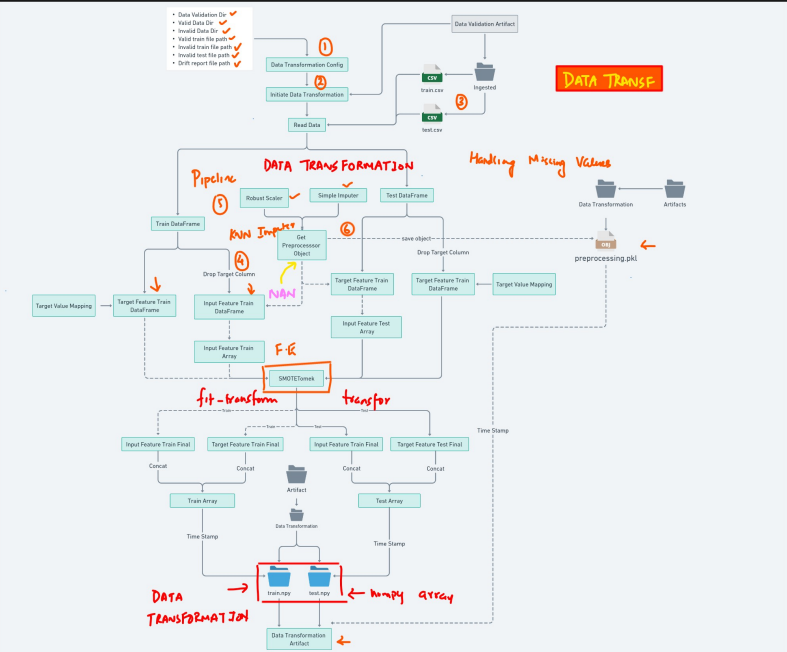 • Data Validation Dir
• Valid Data Dir
• Invalid Data Dir
• Valid train file path
• Invalid train file path
• Invalid test file path
• Drift report file path
Data Validation Artifact
①
Data Transformation Config
②
Initiate Data Transformation
CSV
train.csv
Ingested
DATA TRANSF
③
CSV
test.csv
Read Data
DATA TRANSFORMATION
Handling Missing Values
Pipeline
⑤
Robust Scaler
Simple Imputer
Test DataFrame
Data Transformation
Artifacts
Train DataFrame
KNN Imputer
⑥
Get
Preprocesssor
Object
save object
OBJ
preprocessing.pkl
④
Drop Target Column
Drop Target Column
NAN
Target Value Mapping
Target Feature Train
DataFrame
Input Feature Train
DataFrame
Target Feature Train
DataFrame
Target Feature Train
DataFrame
Target Value Mapping
Input Feature Test
Array
Input Feature Train
Array
F.E
SMOTETomek
fit-transform
transfor
Train
Test
Train
Test
Time Stamp
Input Feature Train Final
Target Feature Train Final
Input Feature Train Final
Target Feature Test Final
Concat
Concat
Concat
Concat
Artifact
Train Array
Test Array
Data Transformation
Time Stamp
Time Stamp
train.npy
test.npy
DATA
TRANSFORMATION
numpy array
Data Transformation
Artifact